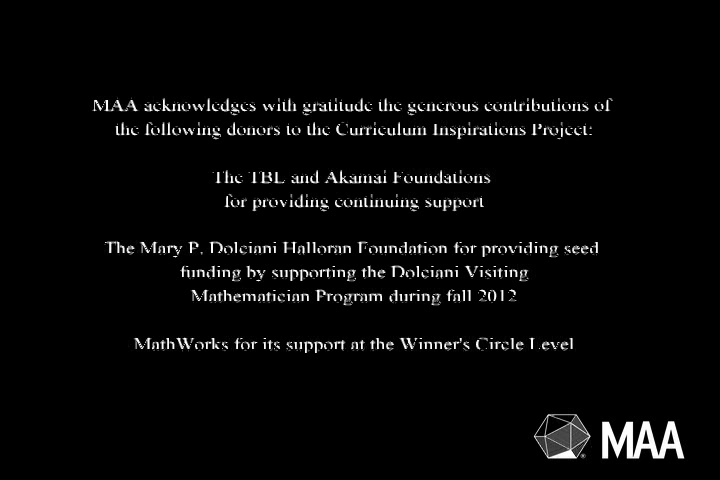 MAA acknowledges with gratitude the generous contributions of
the following donors to the Curriculum Inspirations Project:
The TBL and Akamai Foundations
for providing continuing support
The Mary P. Dolciani Halloran Foundation for providing seed
funding by supporting the Dolciani Visiting
Mathematician Program during fall 2012
MathWorks for its support at the Winner's Circle Level
MAA